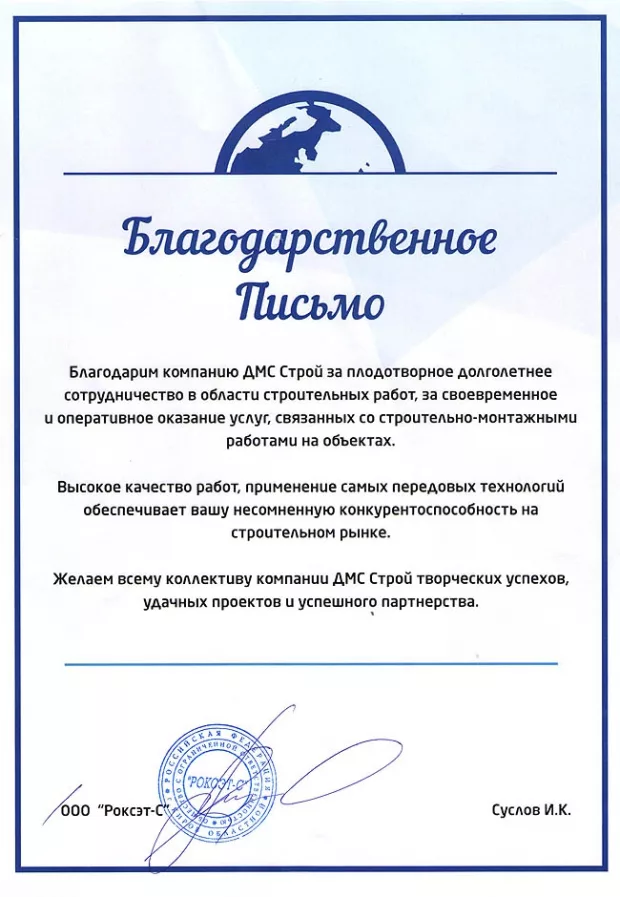 Благодарственное
Письмо
Благодарим компанию ДМС Строй за плодотворное долголетнее
сотрудничество в области строительных работ, за своевременное
и оперативное оказание услуг, связанных со строительно-монтажными
работами на объектах.
Высокое качество работ, применение самых передовых технологий
обеспечивает вашу несомненную конкурентоспособность на
строительном рынке.
Желаем всему коллективу компании ДМС Строй творческих успехов,
удачных проектов и успешного партнерства.
РОССИЙСКАЯ ФЕДЕРАЦИЯ
ОБЩЕСТВО С ОГРАНИЧЕННОЙ ОТВЕТСТВЕННОСТЬЮ
"РОКСЭТ-С"
ООО "Роксэт-С"
Суслов И.К.